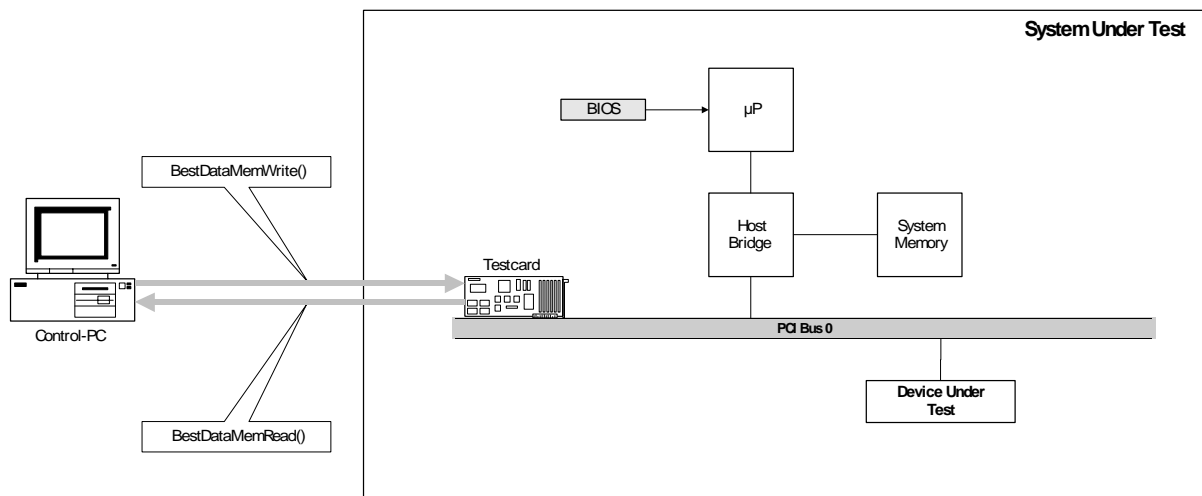 System Under Test
BIOS
µP
BestDataMemWrite()
Host
Bridge
System
Memory
Testcard
Control-PC
PCI Bus 0
Device Under
Test
BestDataMemRead()